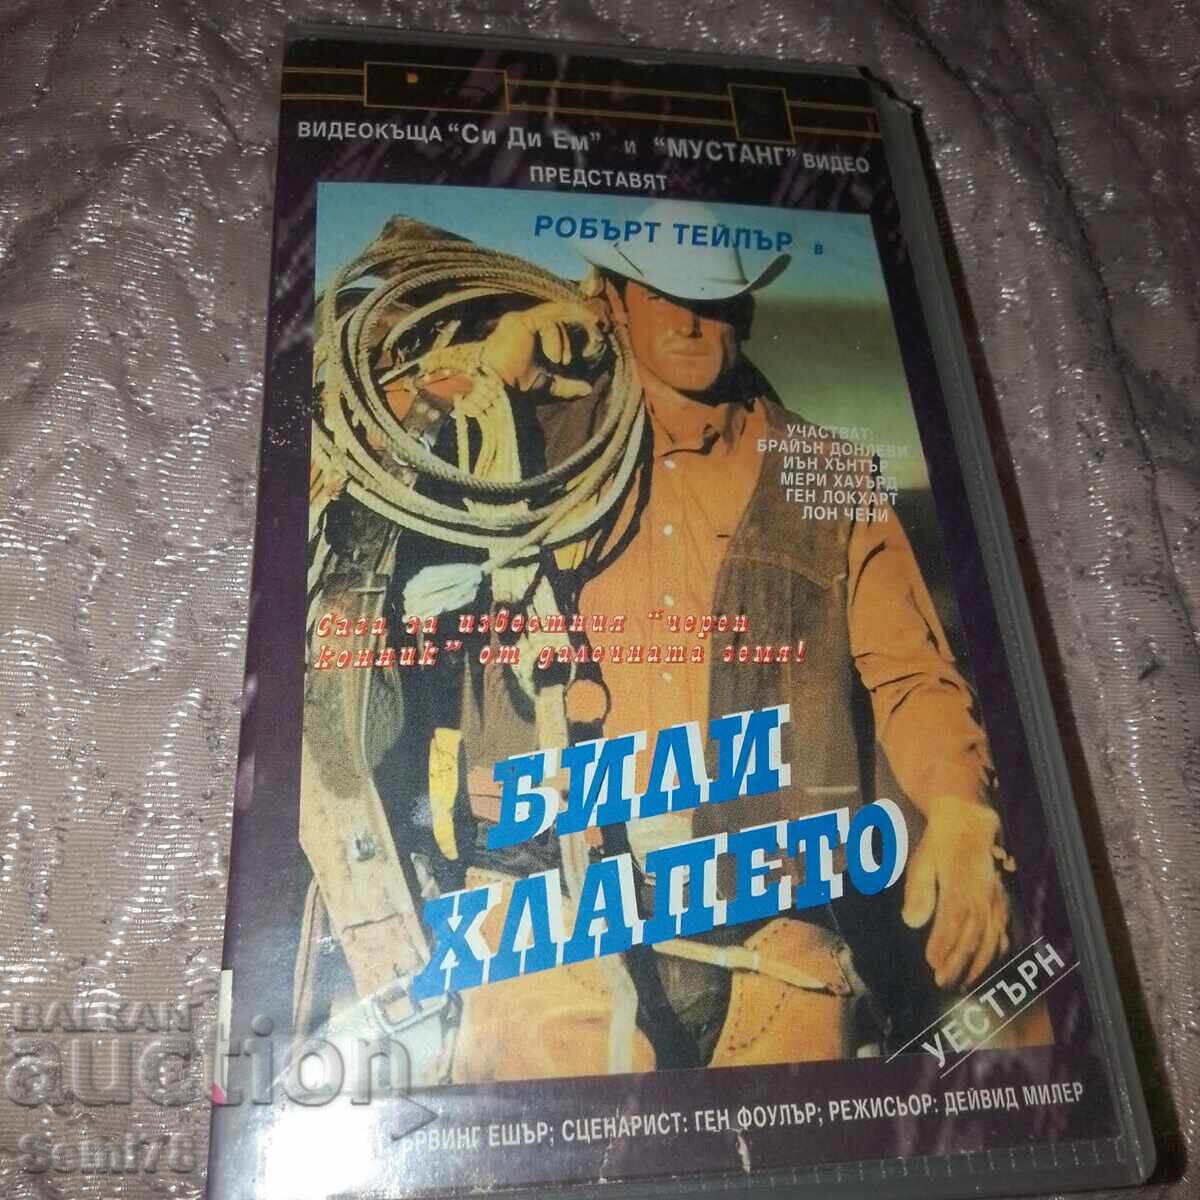 ВИДЕОКЪЩА "Си Ди Ем" и "МУСТАНГ" ВИДЕО
ПРЕДСТАВЯТ
РОБЪРТ ТЕЙЛЪР в
УЧАСТВАТ:
БРАЙЪН ДОНЛЕВИ
ИЪН ХЪНТЪР
МЕРИ ХАУЪРД
ГЕН ЛОКХАРТ
ЛОН ЧЕНИ
Сага за известния "черен
конник" от далечната земя!
БИЛИ
ХЛАПЕТО
УЕСТЪРН
ЪРВИНГ ЕШЪР; СЦЕНАРИСТ: ГЕН ФОУЛЪР; РЕЖИСЬОР: ДЕЙВИД МИЛЕР
BALKAN
auction
Semi78